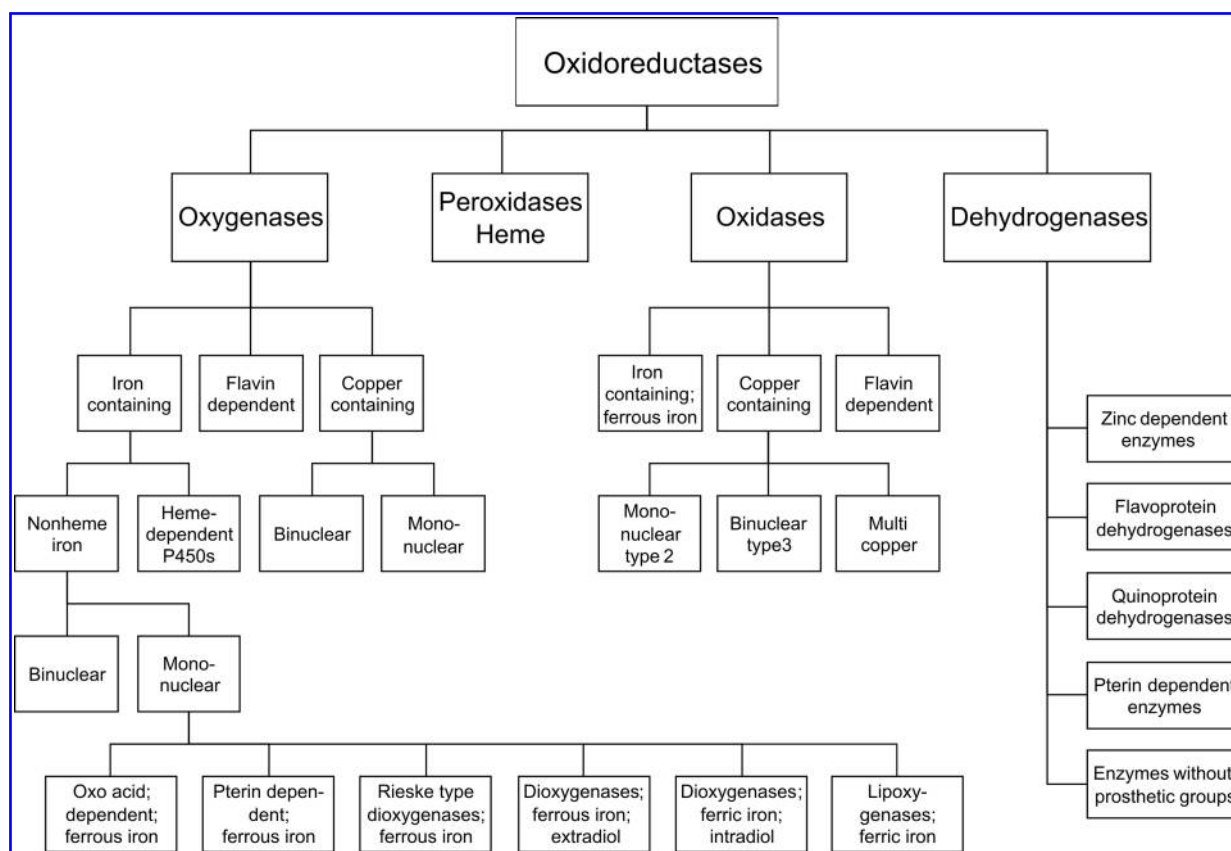 Oxidoreductases
Oxygenases
Peroxidases
Heme
Oxidases
Dehydrogenases
Iron
containing
Flavin
dependent
Copper
containing
Iron
containing;
ferrous iron
Copper
containing
Flavin
dependent
Zinc dependent
enzymes
Nonheme
iron
Heme-
dependent
P450s
Binuclear
Mono-
nuclear
Mono-
nuclear
type 2
Binuclear
type3
Multi
copper
Flavoprotein
dehydrogenases
Quinoprotein
dehydrogenases
Binuclear
Mono-
nuclear
Pterin dependent
enzymes
Enzymes without
prosthetic groups
Oxo acid;
dependent;
ferrous iron
Pterin depen-
dent;
ferrous iron
Rieske type
dioxygenases;
ferrous iron
Dioxygenases;
ferrous iron;
extradiol
Dioxygenases;
ferric iron;
intradiol
Lipoxy-
genases;
ferric iron